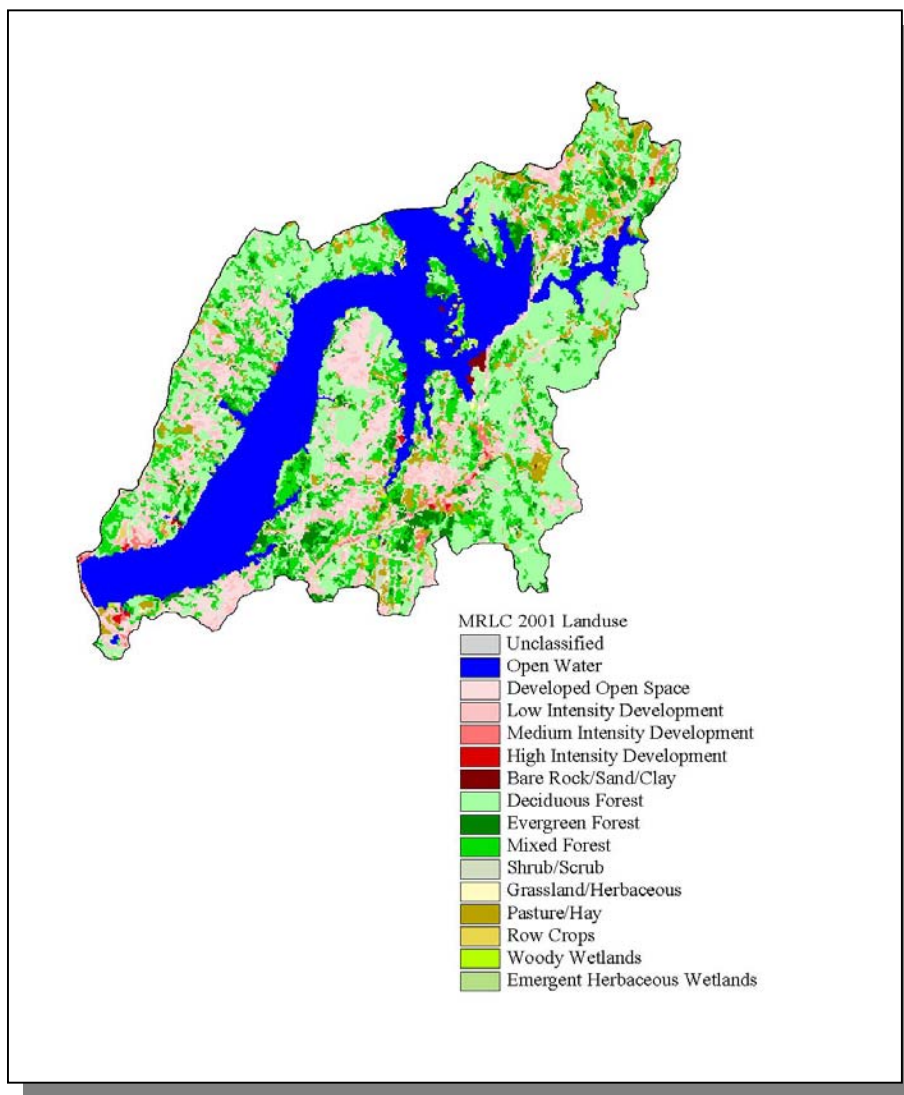 MRLC 2001 Landuse
Unclassified
Open Water
Developed Open Space
Low Intensity Development
Medium Intensity Development
High Intensity Development
Bare Rock/Sand/Clay
Deciduous Forest
Evergreen Forest
Mixed Forest
Shrub/Scrub
Grassland/Herbaceous
Pasture/Hay
Row Crops
Woody Wetlands
Emergent Herbaceous Wetlands